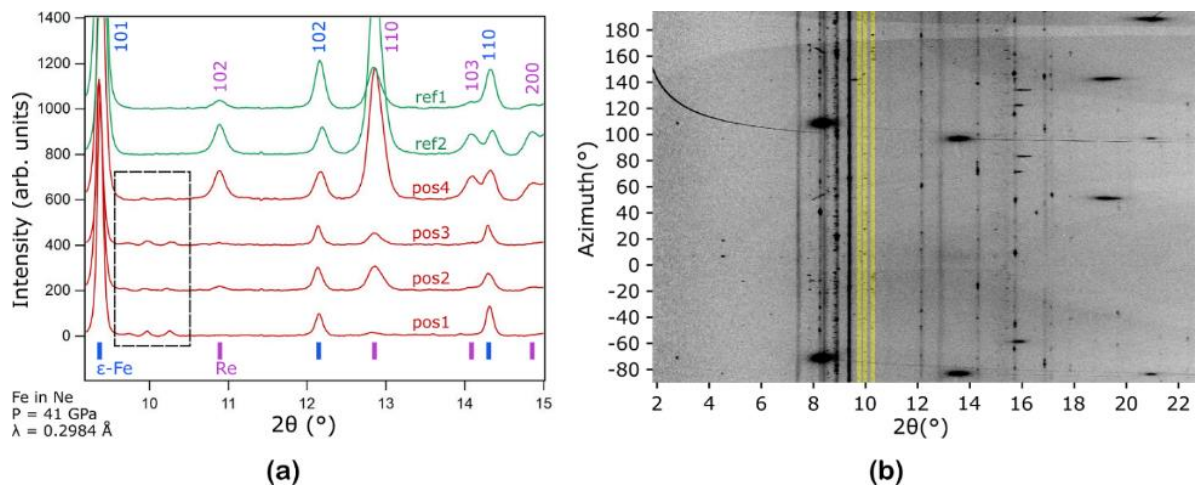 1400
1200
1000
800
600
400
200
0
Intensity (arb. units)
101
102
102
110
103
110
200
ref1
ref2
pos4
pos3
pos2
pos1
ε-Fe
Re
10
11
12
13
14
15
2θ (°)
Fe in Ne
P = 41 GPa
λ = 0.2984 Å
(a)
180
160
140
120
100
80
60
40
20
0
-20
-40
-60
-80
Azimuth(°)
2
4
6
8
10
12
14
16
18
20
22
2θ(°)
(b)